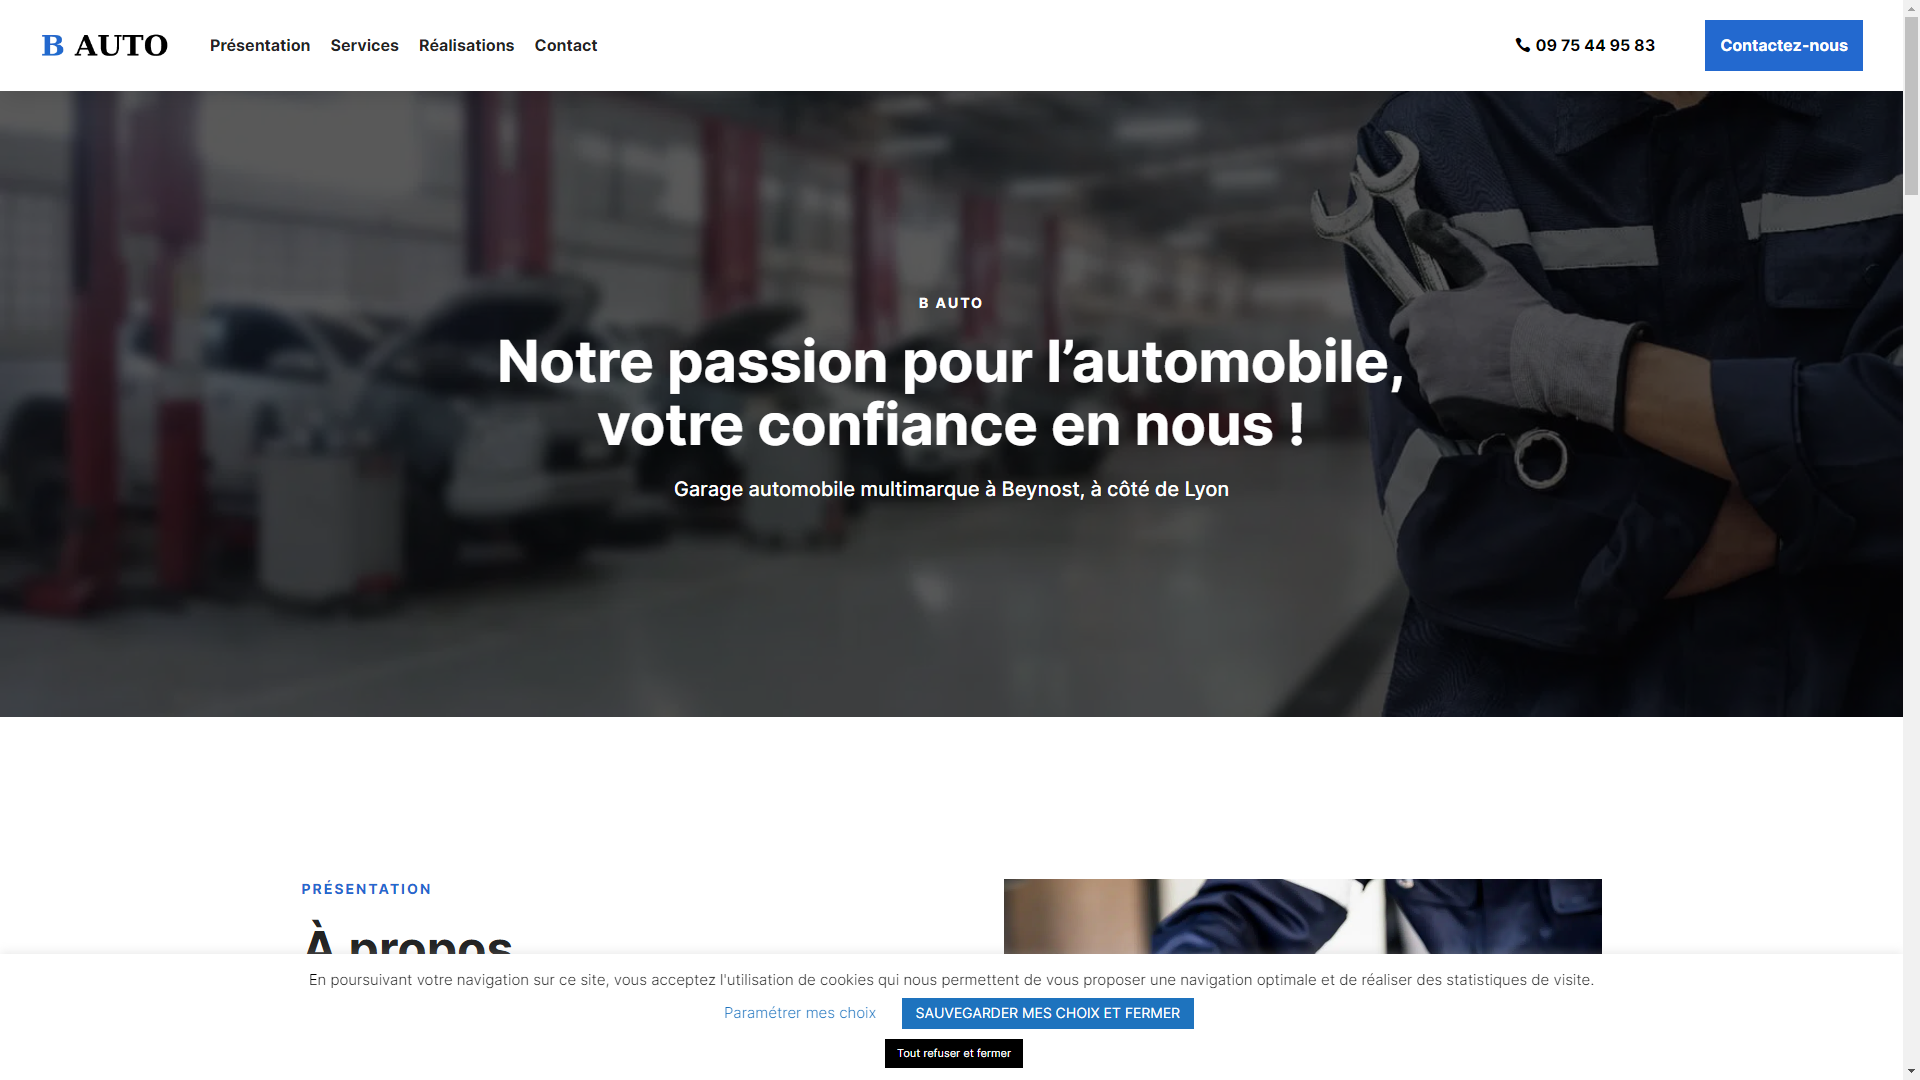 B AUTO
Présentation
Services
Réalisations
Contact
09 75 44 95 83
Contactez-nous
B AUTO
Notre passion pour l’automobile,
votre confiance en nous !
Garage automobile multimarque à Beynost, à côté de Lyon
PRÉSENTATION
À propos
En poursuivant votre navigation sur ce site, vous acceptez l'utilisation de cookies qui nous permettent de vous proposer une navigation optimale et de réaliser des statistiques de visite.
Paramétrer mes choix
SAUVEGARDER MES CHOIX ET FERMER
Tout refuser et fermer